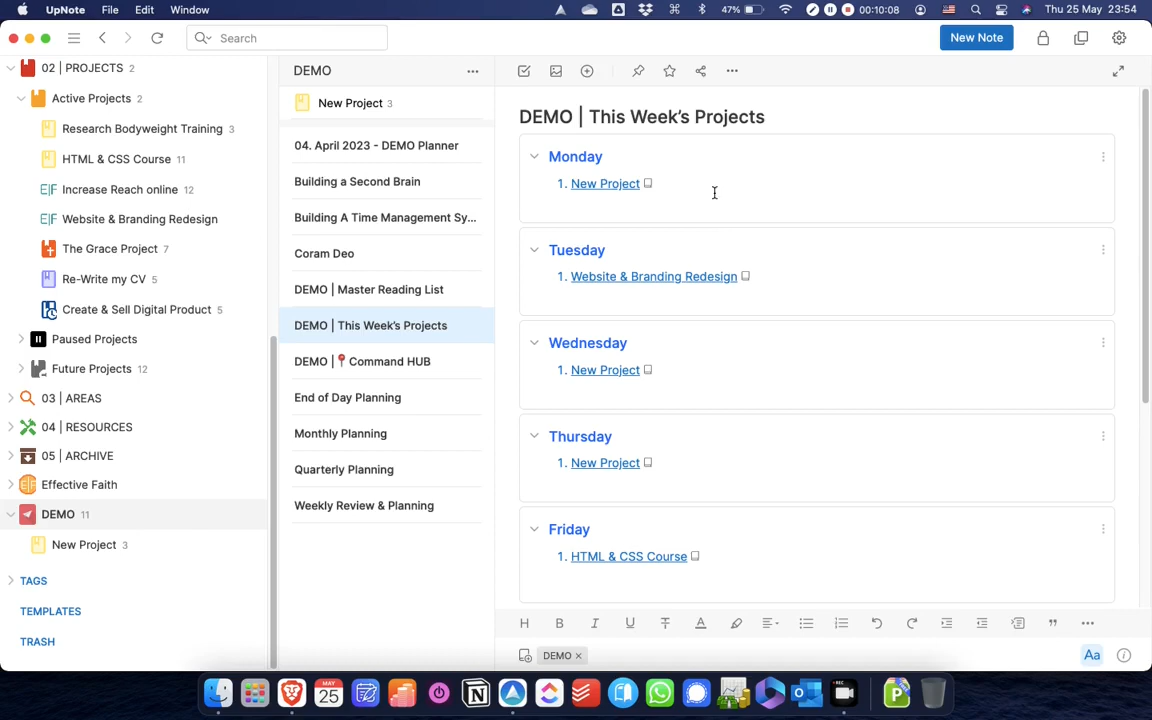 UpNote File Edit Window 47% 00:10:08 Thu 25 May 23:54
Search New Note
02 | PROJECTS 2
Active Projects 2
Research Bodyweight Training 3
HTML & CSS Course 11
E|F Increase Reach online 12
E|F Website & Branding Redesign
The Grace Project 7
Re-Write my CV 5
Create & Sell Digital Product 5
Paused Projects
Future Projects 12
03 | AREAS
04 | RESOURCES
05 | ARCHIVE
Effective Faith
DEMO 11
New Project 3
TAGS
TEMPLATES
TRASH
DEMO
New Project 3
04. April 2023 - DEMO Planner
Building a Second Brain
Building A Time Management Sy...
Coram Deo
DEMO | Master Reading List
DEMO | This Week's Projects
DEMO | Command HUB
End of Day Planning
Monthly Planning
Quarterly Planning
Weekly Review & Planning
DEMO | This Week's Projects
Monday
1. New Project
Tuesday
1. Website & Branding Redesign
Wednesday
1. New Project
Thursday
1. New Project
Friday
1. HTML & CSS Course
H B I U T A
DEMO Aa
MAY
25
REC